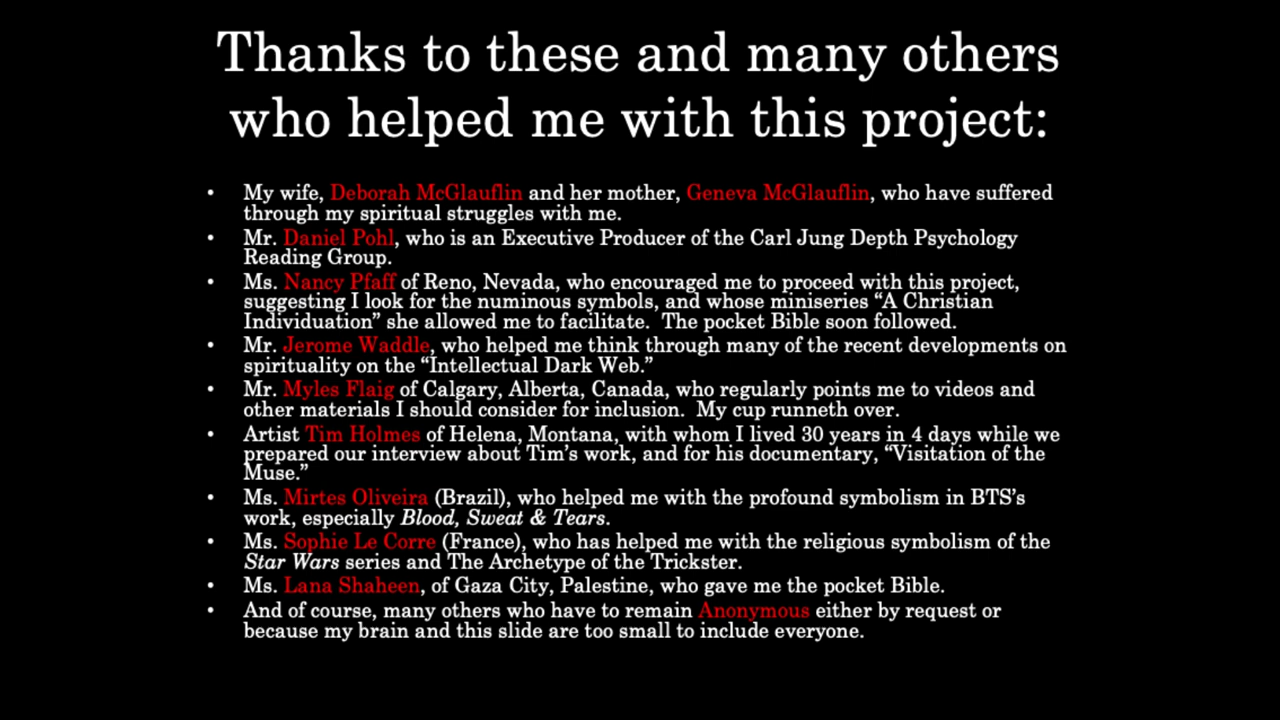 Thanks to these and many others
who helped me with this project:
• My wife, Deborah McGlauflin and her mother, Geneva McGlauflin, who have suffered
through my spiritual struggles with me.
• Mr. Daniel Pohl, who is an Executive Producer of the Carl Jung Depth Psychology
Reading Group.
• Ms. Nancy Pfaff of Reno, Nevada, who encouraged me to proceed with this project,
suggesting I look for the numinous symbols, and whose miniseries “A Christian
Individuation” she allowed me to facilitate.  The pocket Bible soon followed.
• Mr. Jerome Waddle, who helped me think through many of the recent developments on
spirituality on the “Intellectual Dark Web.”
• Mr. Myles Flaig of Calgary, Alberta, Canada, who regularly points me to videos and
other materials I should consider for inclusion.  My cup runneth over.
• Artist Tim Holmes of Helena, Montana, with whom I lived 30 years in 4 days while we
prepared our interview about Tim’s work, and for his documentary, “Visitation of the
Muse.”
• Ms. Mirtes Oliveira (Brazil), who helped me with the profound symbolism in BTS’s
work, especially Blood, Sweat & Tears.
• Ms. Sophie Le Corre (France), who has helped me with the religious symbolism of the
Star Wars series and The Archetype of the Trickster.
• Ms. Lana Shaheen, of Gaza City, Palestine, who gave me the pocket Bible.
• And of course, many others who have to remain Anonymous either by request or
because my brain and this slide are too small to include everyone.